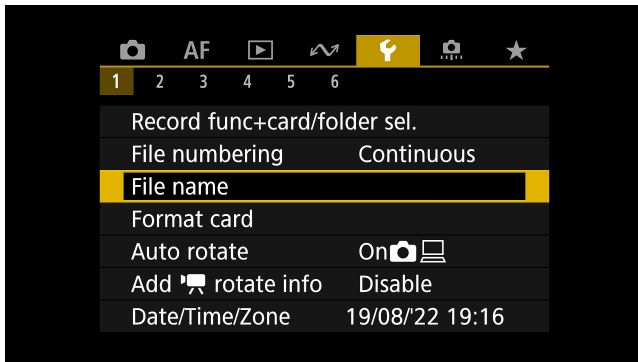 AF
1 2 3 4 5 6
Record func+card/folder sel.
File numbering Continuous
File name
Format card
Auto rotate On
Add rotate info Disable
Date/Time/Zone 19/08/'22 19:16